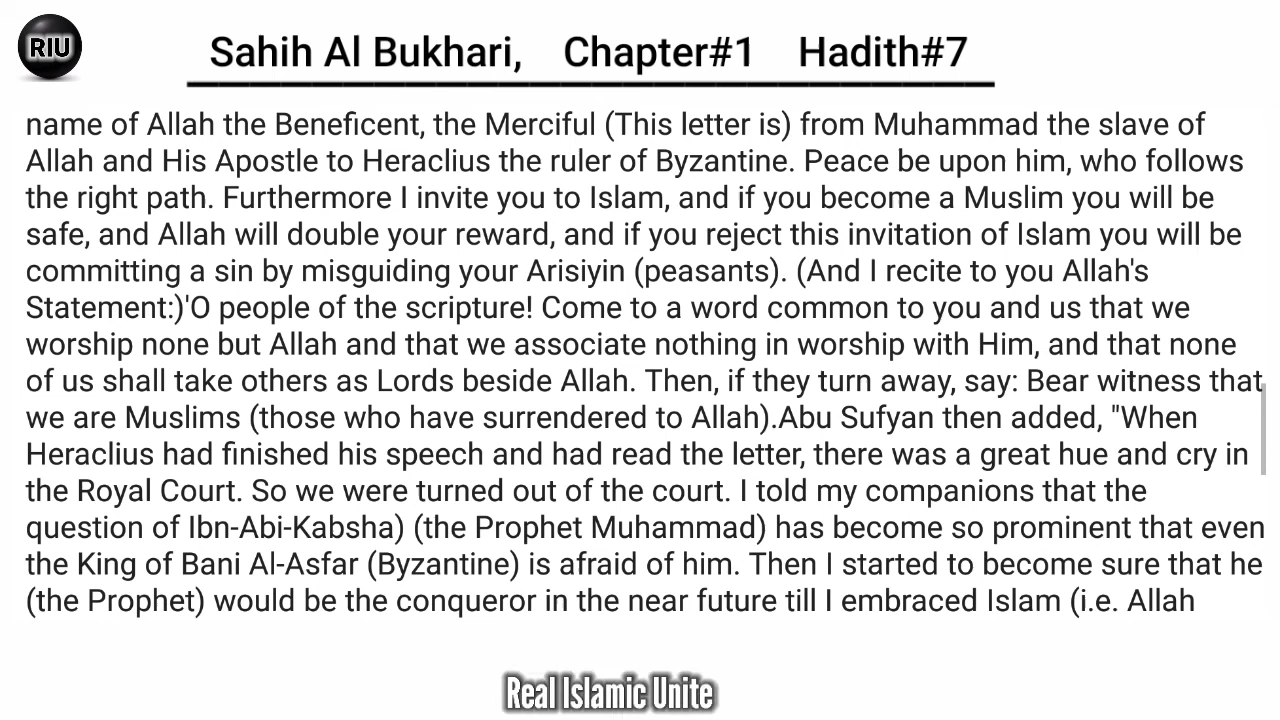 RIU
Sahih Al Bukhari, Chapter#1 Hadith#7
name of Allah the Beneficent, the Merciful (This letter is) from Muhammad the slave of
Allah and His Apostle to Heraclius the ruler of Byzantine. Peace be upon him, who follows
the right path. Furthermore I invite you to Islam, and if you become a Muslim you will be
safe, and Allah will double your reward, and if you reject this invitation of Islam you will be
committing a sin by misguiding your Arisiyin (peasants). (And I recite to you Allah's
Statement:)'O people of the scripture! Come to a word common to you and us that we
worship none but Allah and that we associate nothing in worship with Him, and that none
of us shall take others as Lords beside Allah. Then, if they turn away, say: Bear witness that
we are Muslims (those who have surrendered to Allah).Abu Sufyan then added, "When
Heraclius had finished his speech and had read the letter, there was a great hue and cry in
the Royal Court. So we were turned out of the court. I told my companions that the
question of Ibn-Abi-Kabsha) (the Prophet Muhammad) has become so prominent that even
the King of Bani Al-Asfar (Byzantine) is afraid of him. Then I started to become sure that he
(the Prophet) would be the conqueror in the near future till I embraced Islam (i.e. Allah
Real Islamic Unite